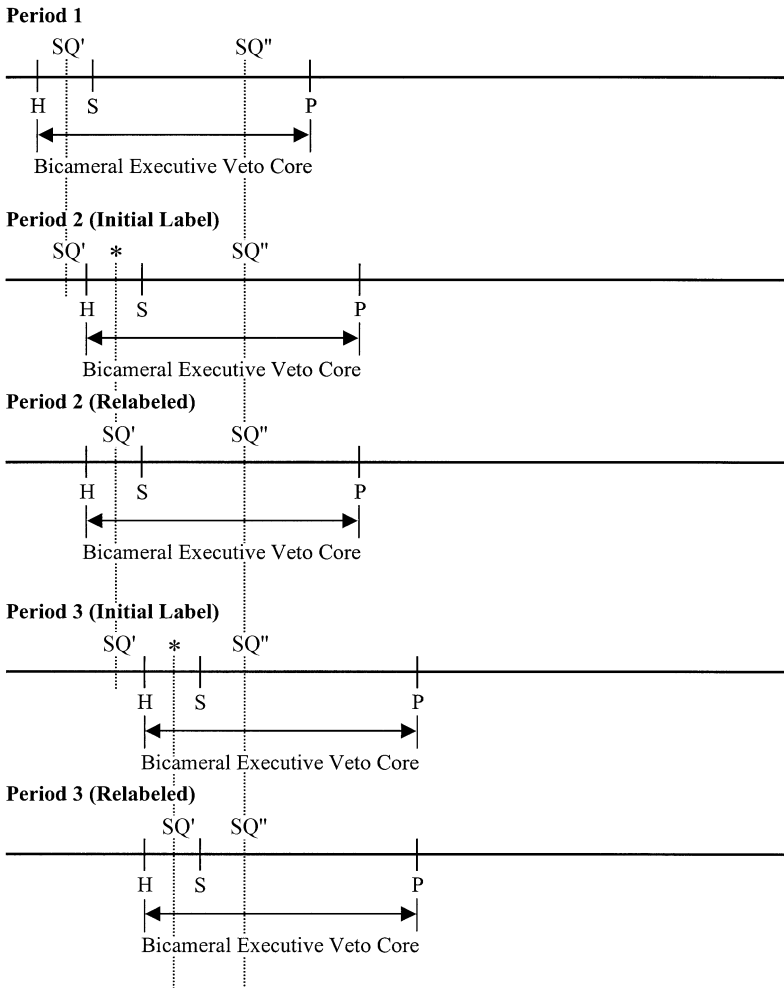 Period 1
SQ' SQ"
H S P
Bicameral Executive Veto Core
Period 2 (Initial Label)
SQ' * SQ"
H S P
Bicameral Executive Veto Core
Period 2 (Relabeled)
SQ' SQ"
H S P
Bicameral Executive Veto Core
Period 3 (Initial Label)
SQ' * SQ"
H S P
Bicameral Executive Veto Core
Period 3 (Relabeled)
SQ' SQ"
H S P
Bicameral Executive Veto Core